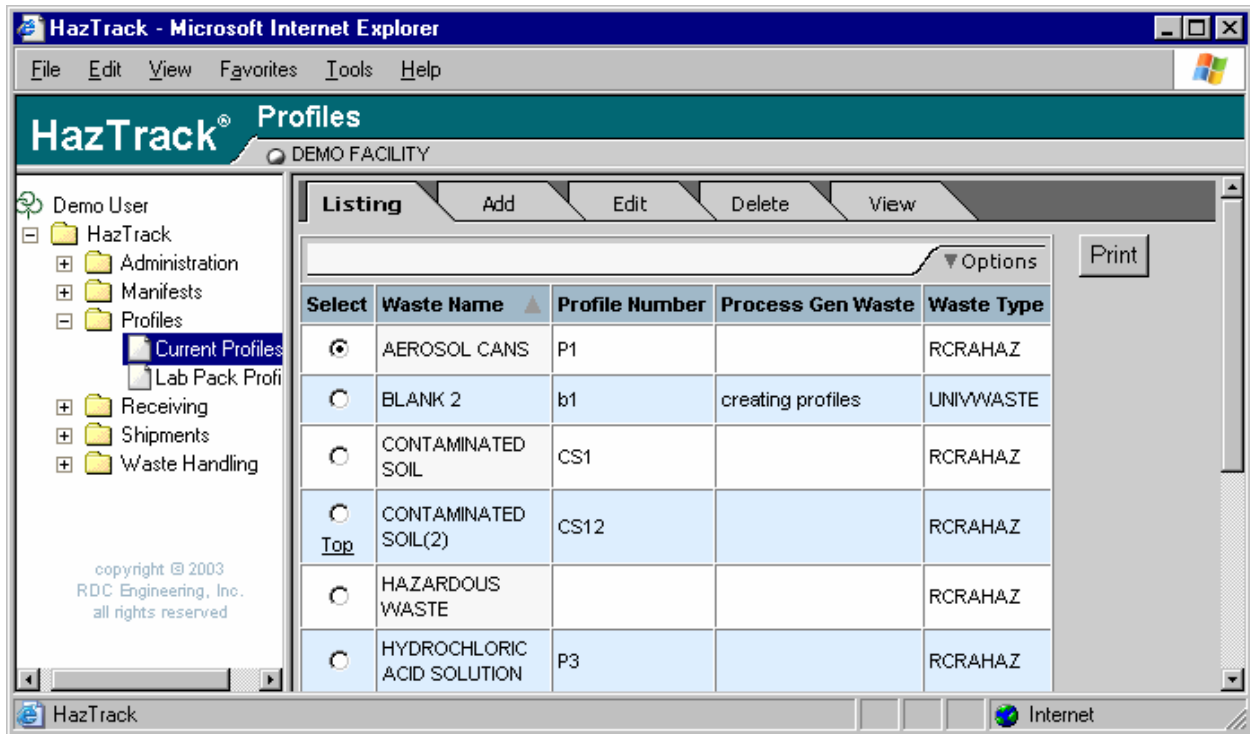 HazTrack - Microsoft Internet Explorer
File Edit View Favorites Tools Help
HazTrack® Profiles
DEMO FACILITY
Demo User
HazTrack
Administration
Manifests
Profiles
Current Profiles
Lab Pack Profi
Receiving
Shipments
Waste Handling
copyright © 2003
RDC Engineering, Inc.
all rights reserved
Listing Add Edit Delete View
Options Print
Select Waste Name Profile Number Process Gen Waste Waste Type
AEROSOL CANS P1 RCRAHAZ
BLANK 2 b1 creating profiles UNIVWASTE
CONTAMINATED
SOIL CS1 RCRAHAZ
CONTAMINATED
Top SOIL(2) CS12 RCRAHAZ
HAZARDOUS
WASTE RCRAHAZ
HYDROCHLORIC
ACID SOLUTION P3 RCRAHAZ
HazTrack Internet